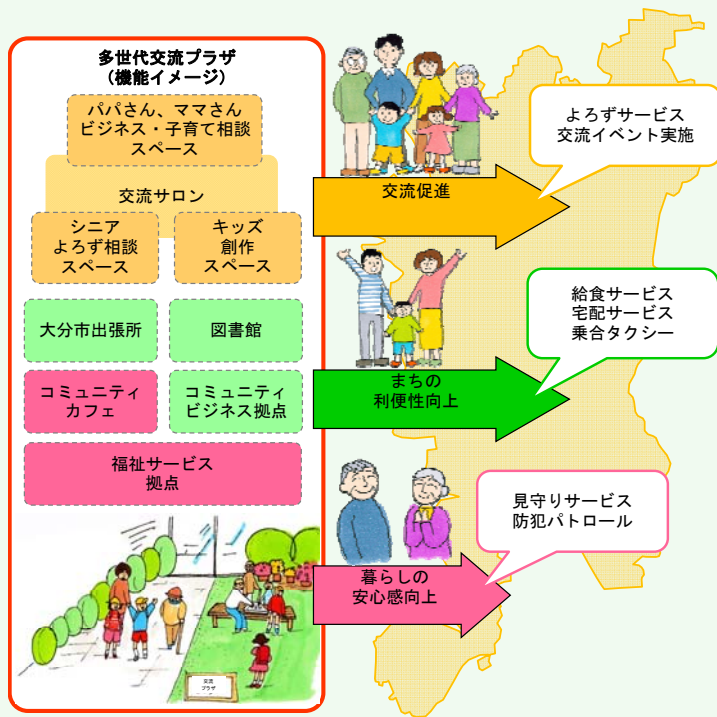 多世代交流プラザ
（機能イメージ）
パパさん、ママさん
ビジネス・子育て相談
スペース
交流サロン
シニア
よろず相談
スペース
キッズ
創作
スペース
大分市出張所
図書館
コミュニティ
カフェ
コミュニティ
ビジネス拠点
福祉サービス
拠点
交流
プラザ
交流促進
よろずサービス
交流イベント実施
まちの
利便性向上
給食サービス
宅配サービス
乗合タクシー
暮らしの
安心感向上
見守りサービス
防犯パトロール